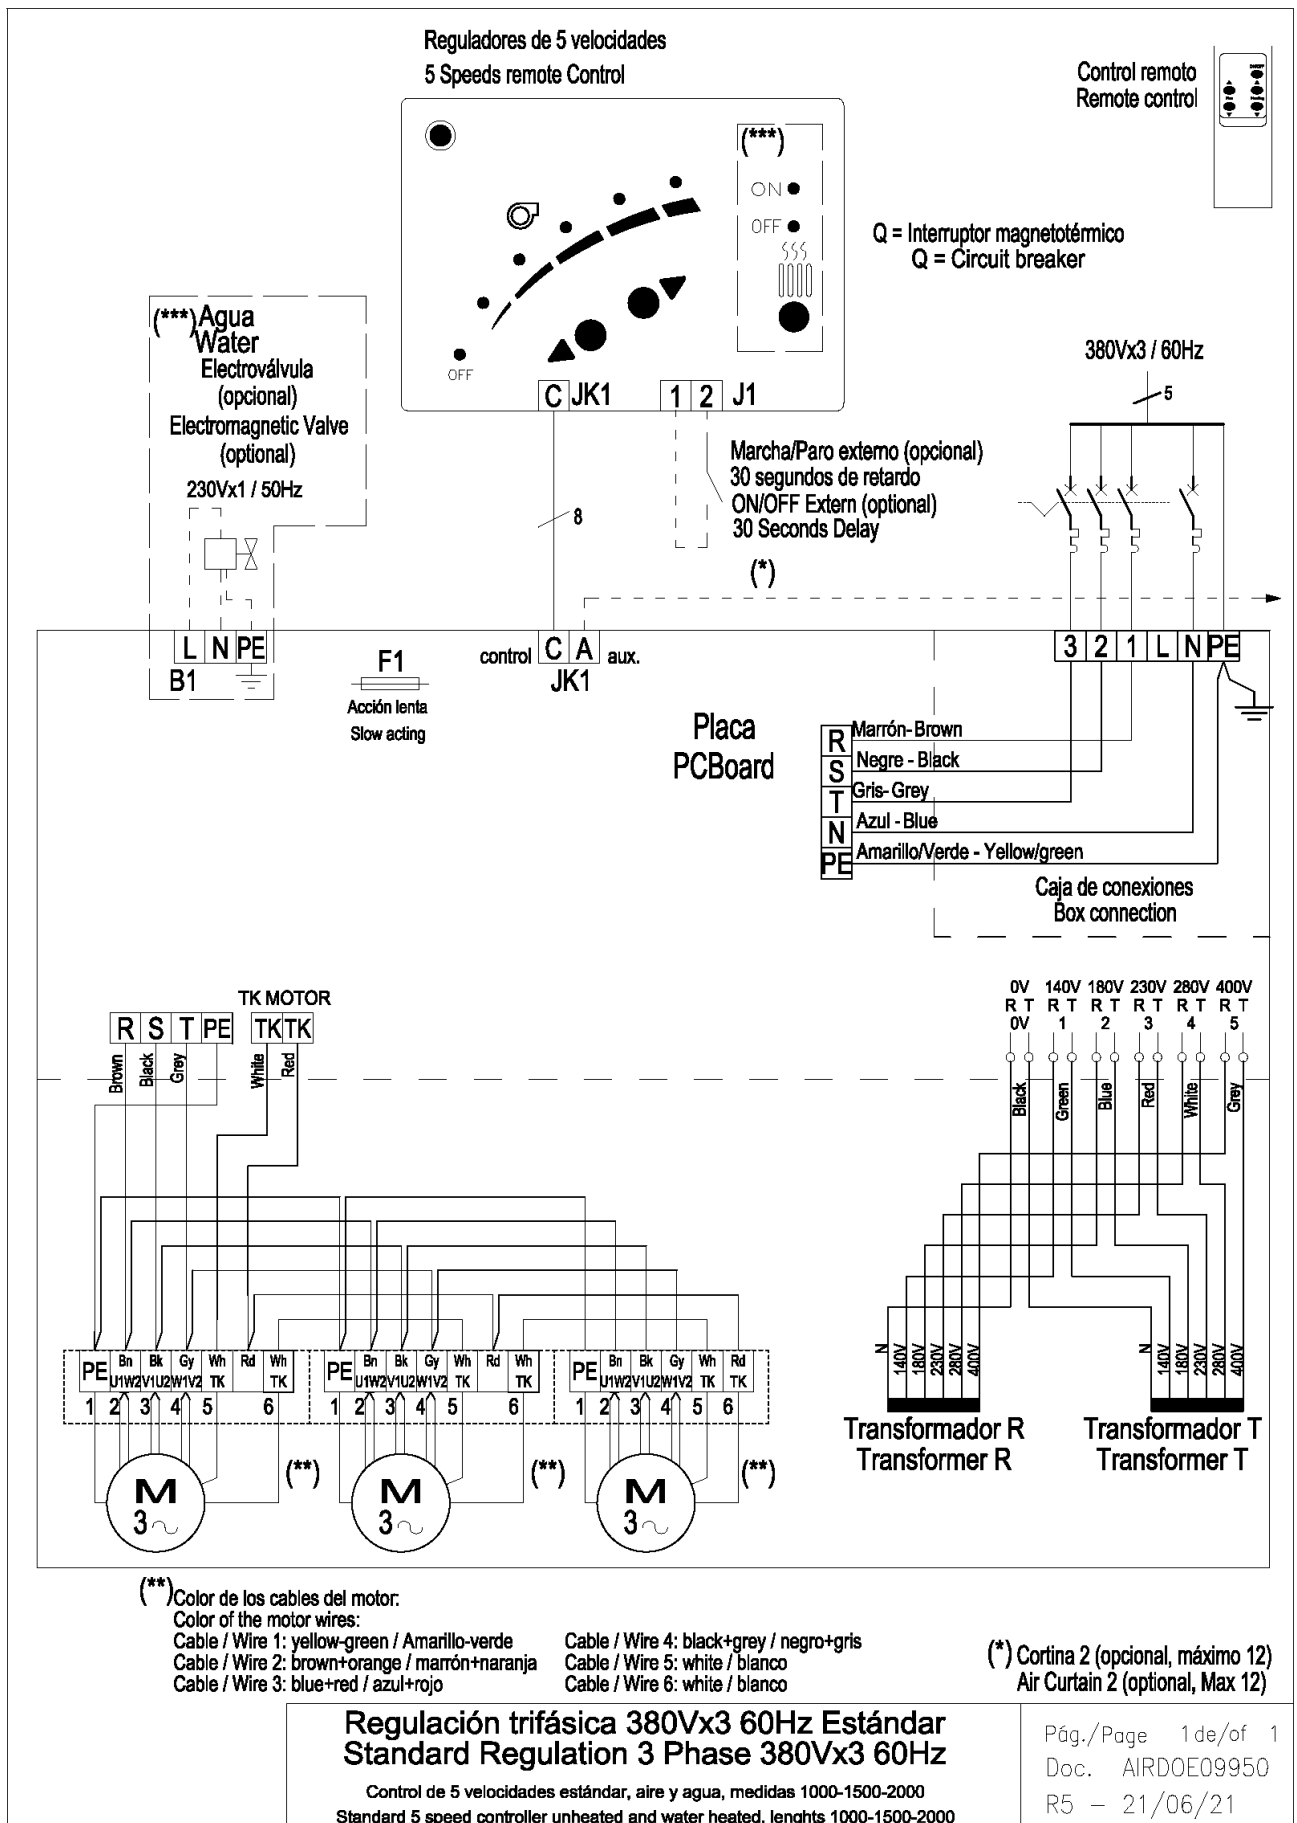 Reguladores de 5 velocidades
5 Speeds remote Control
Control remoto
Remote control
ON/OFF
(***)
ON
OFF
OFF
C JK1
1 2 J1
Q = Interruptor magnetotérmico
Q = Circuit breaker
(***) Agua
Water
Electroválvula
(opcional)
Electromagnetic Valve
(optional)
230Vx1 / 50Hz
380Vx3 / 60Hz
5
Marcha/Paro externo (opcional)
30 segundos de retardo
ON/OFF Extern (optional)
30 Seconds Delay
8
(*)
L N PE
B1
F1
Acción lenta
Slow acting
control C A aux.
JK1
3 2 1 L N PE
Placa
PCBoard
R Marrón-Brown
S Negre - Black
T Gris-Grey
N Azul - Blue
PE Amarillo/Verde - Yellow/green
Caja de conexiones
Box connection
TK MOTOR
R S T PE TK TK
Brown Black Grey White Red
0V 140V 180V 230V 280V 400V
R T R T R T R T R T R T
0V 1 2 3 4 5
Black Green Blue Red White Grey
PE Bn Bk Gy Wh Rd Wh
U1W2 V1U2 W1V2 TK TK
1 2 3 4 5 6
PE Bn Bk Gy Wh Rd Wh
U1W2 V1U2 W1V2 TK TK
1 2 3 4 5 6
PE Bn Bk Gy Wh Rd
U1W2 V1U2 W1V2 TK TK
1 2 3 4 5 6
M
3
(**)
M
3
(**)
M
3
(**)
N 140V 180V 230V 280V 400V
Transformador R
Transformer R
N 140V 180V 230V 280V 400V
Transformador T
Transformer T
(**) Color de los cables del motor:
Color of the motor wires:
Cable / Wire 1: yellow-green / Amarillo-verde
Cable / Wire 2: brown+orange / marrón+naranja
Cable / Wire 3: blue+red / azul+rojo
Cable / Wire 4: black+grey / negro+gris
Cable / Wire 5: white / blanco
Cable / Wire 6: white / blanco
(*) Cortina 2 (opcional, máximo 12)
Air Curtain 2 (optional, Max 12)
Regulación trifásica 380Vx3 60Hz Estándar
Standard Regulation 3 Phase 380Vx3 60Hz
Control de 5 velocidades estándar, aire y agua, medidas 1000-1500-2000
Standard 5 speed controller unheated and water heated, lenghts 1000-1500-2000
Pág./Page 1 de/of 1
Doc. AIRDOE09950
R5 - 21/06/21